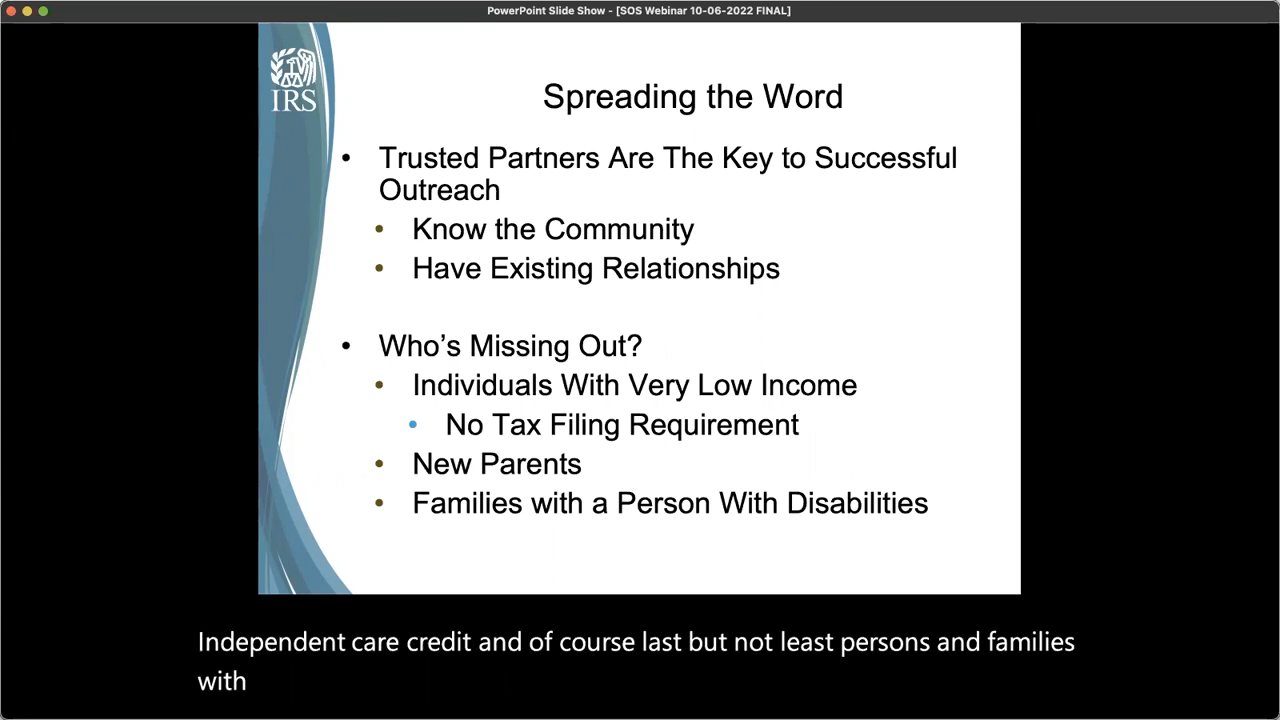 PowerPoint Slide Show - [SOS Webinar 10-06-2022 FINAL]
IRS
Spreading the Word
• Trusted Partners Are The Key to Successful
Outreach
• Know the Community
• Have Existing Relationships
• Who’s Missing Out?
• Individuals With Very Low Income
• No Tax Filing Requirement
• New Parents
• Families with a Person With Disabilities
Independent care credit and of course last but not least persons and families
with